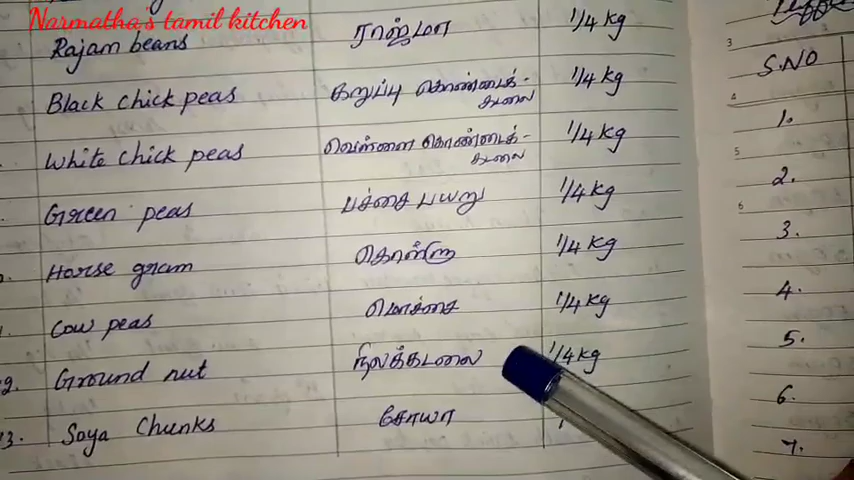 Narmatha's tamil kitchen
Rajam beans ராஜ்மா 1/4 kg
Black chick peas கறுப்பு கொண்டைக்- 1/4 kg
கடலை
White chick peas வெள்ளை கொண்டைக்- 1/4 kg
கடலை
Green peas பச்சை பயறு 1/4 kg
Horse gram கொள்ளு 1/4 kg
Cow peas மொச்சை 1/4 kg
Ground nut நிலக்கடலை 1/4 kg
13. Soya Chunks சோயா
S.NO
1.
2.
3.
4.
5.
6.
7.